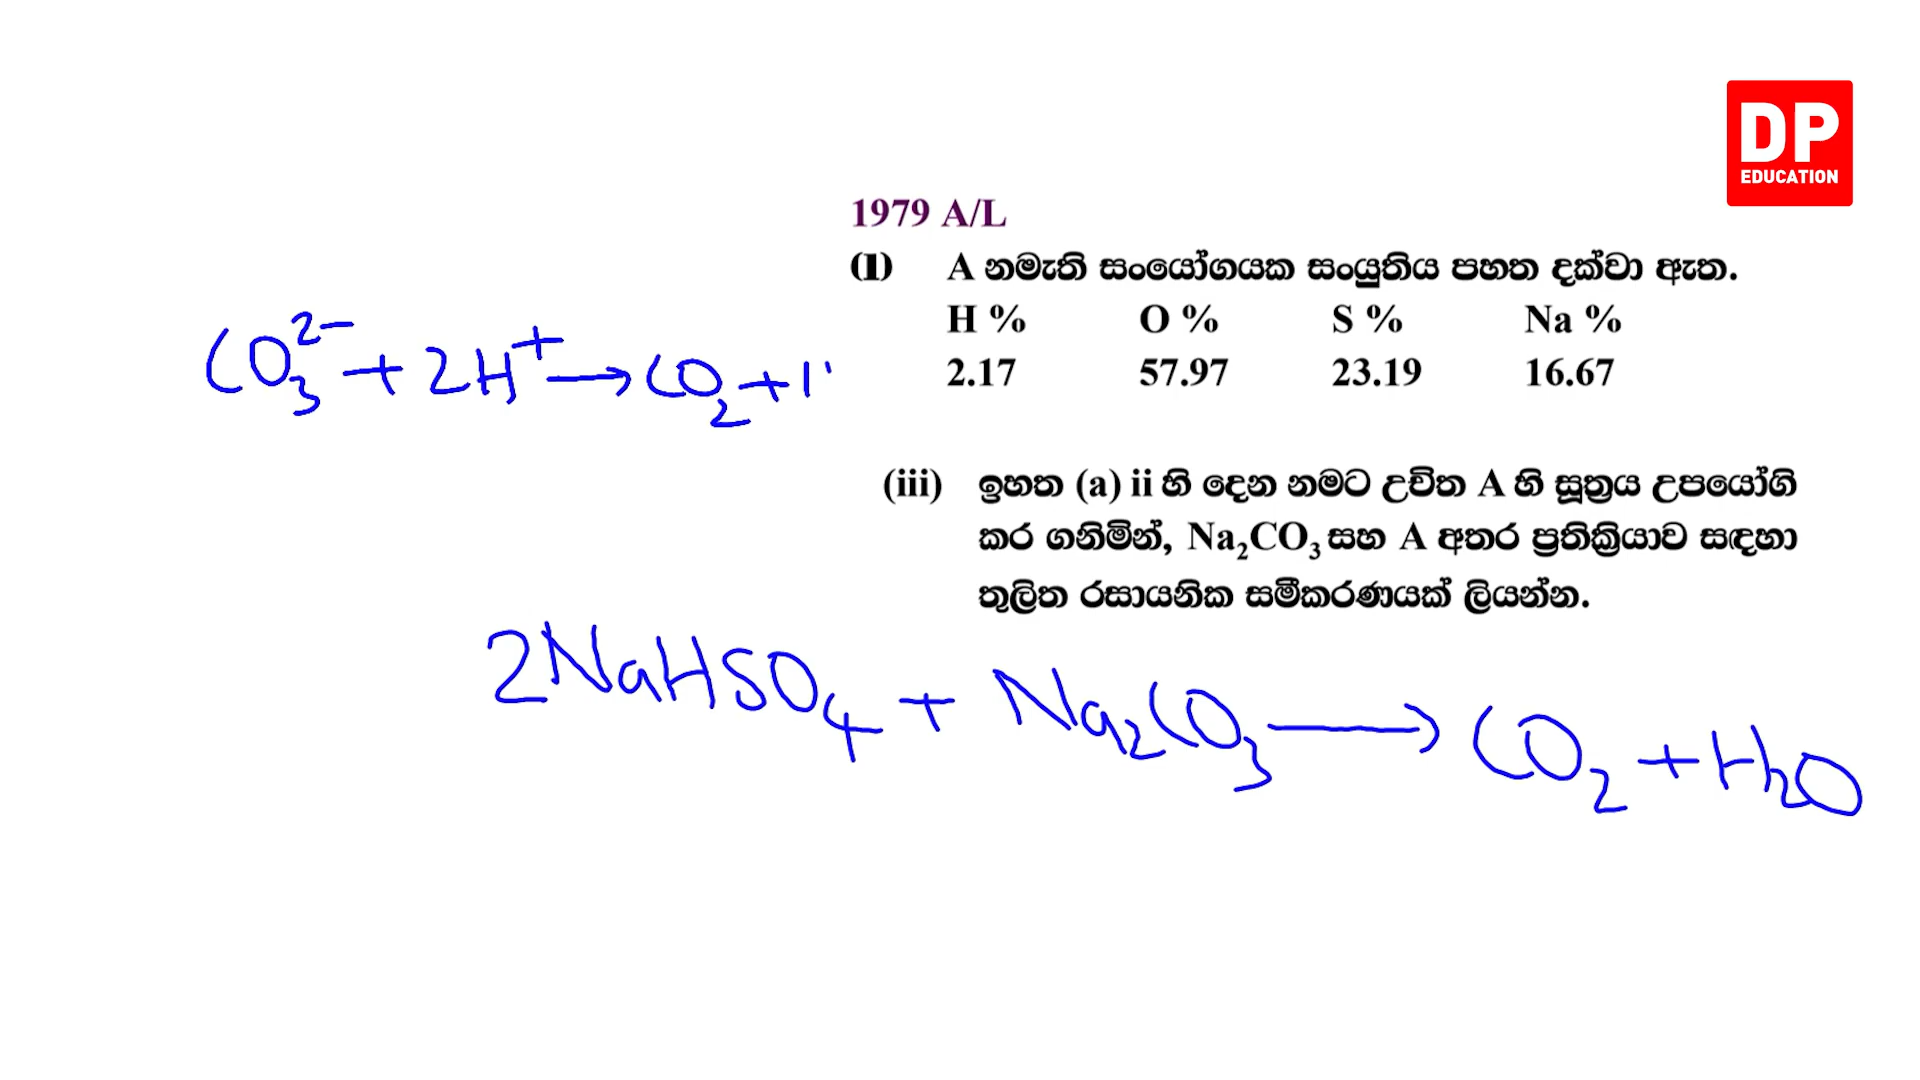 DP
EDUCATION
1979 A/L
(I) A නමැති සංයෝගයක සංයුතිය පහත දක්වා ඇත.
H % O % S % Na %
2.17 57.97 23.19 16.67
CO₃²⁻ + 2H⁺ → CO₂ +
(iii) ඉහත (a) ii හි දෙන නමට උචිත A හි සූත්‍රය උපයෝගි
කර ගනිමින්, Na₂CO₃ සහ A අතර ප්‍රතික්‍රියාව සඳහා
තුලිත රසායනික සමීකරණයක් ලියන්න.
2NaHSO₄ + Na₂CO₃ → CO₂ + H₂O